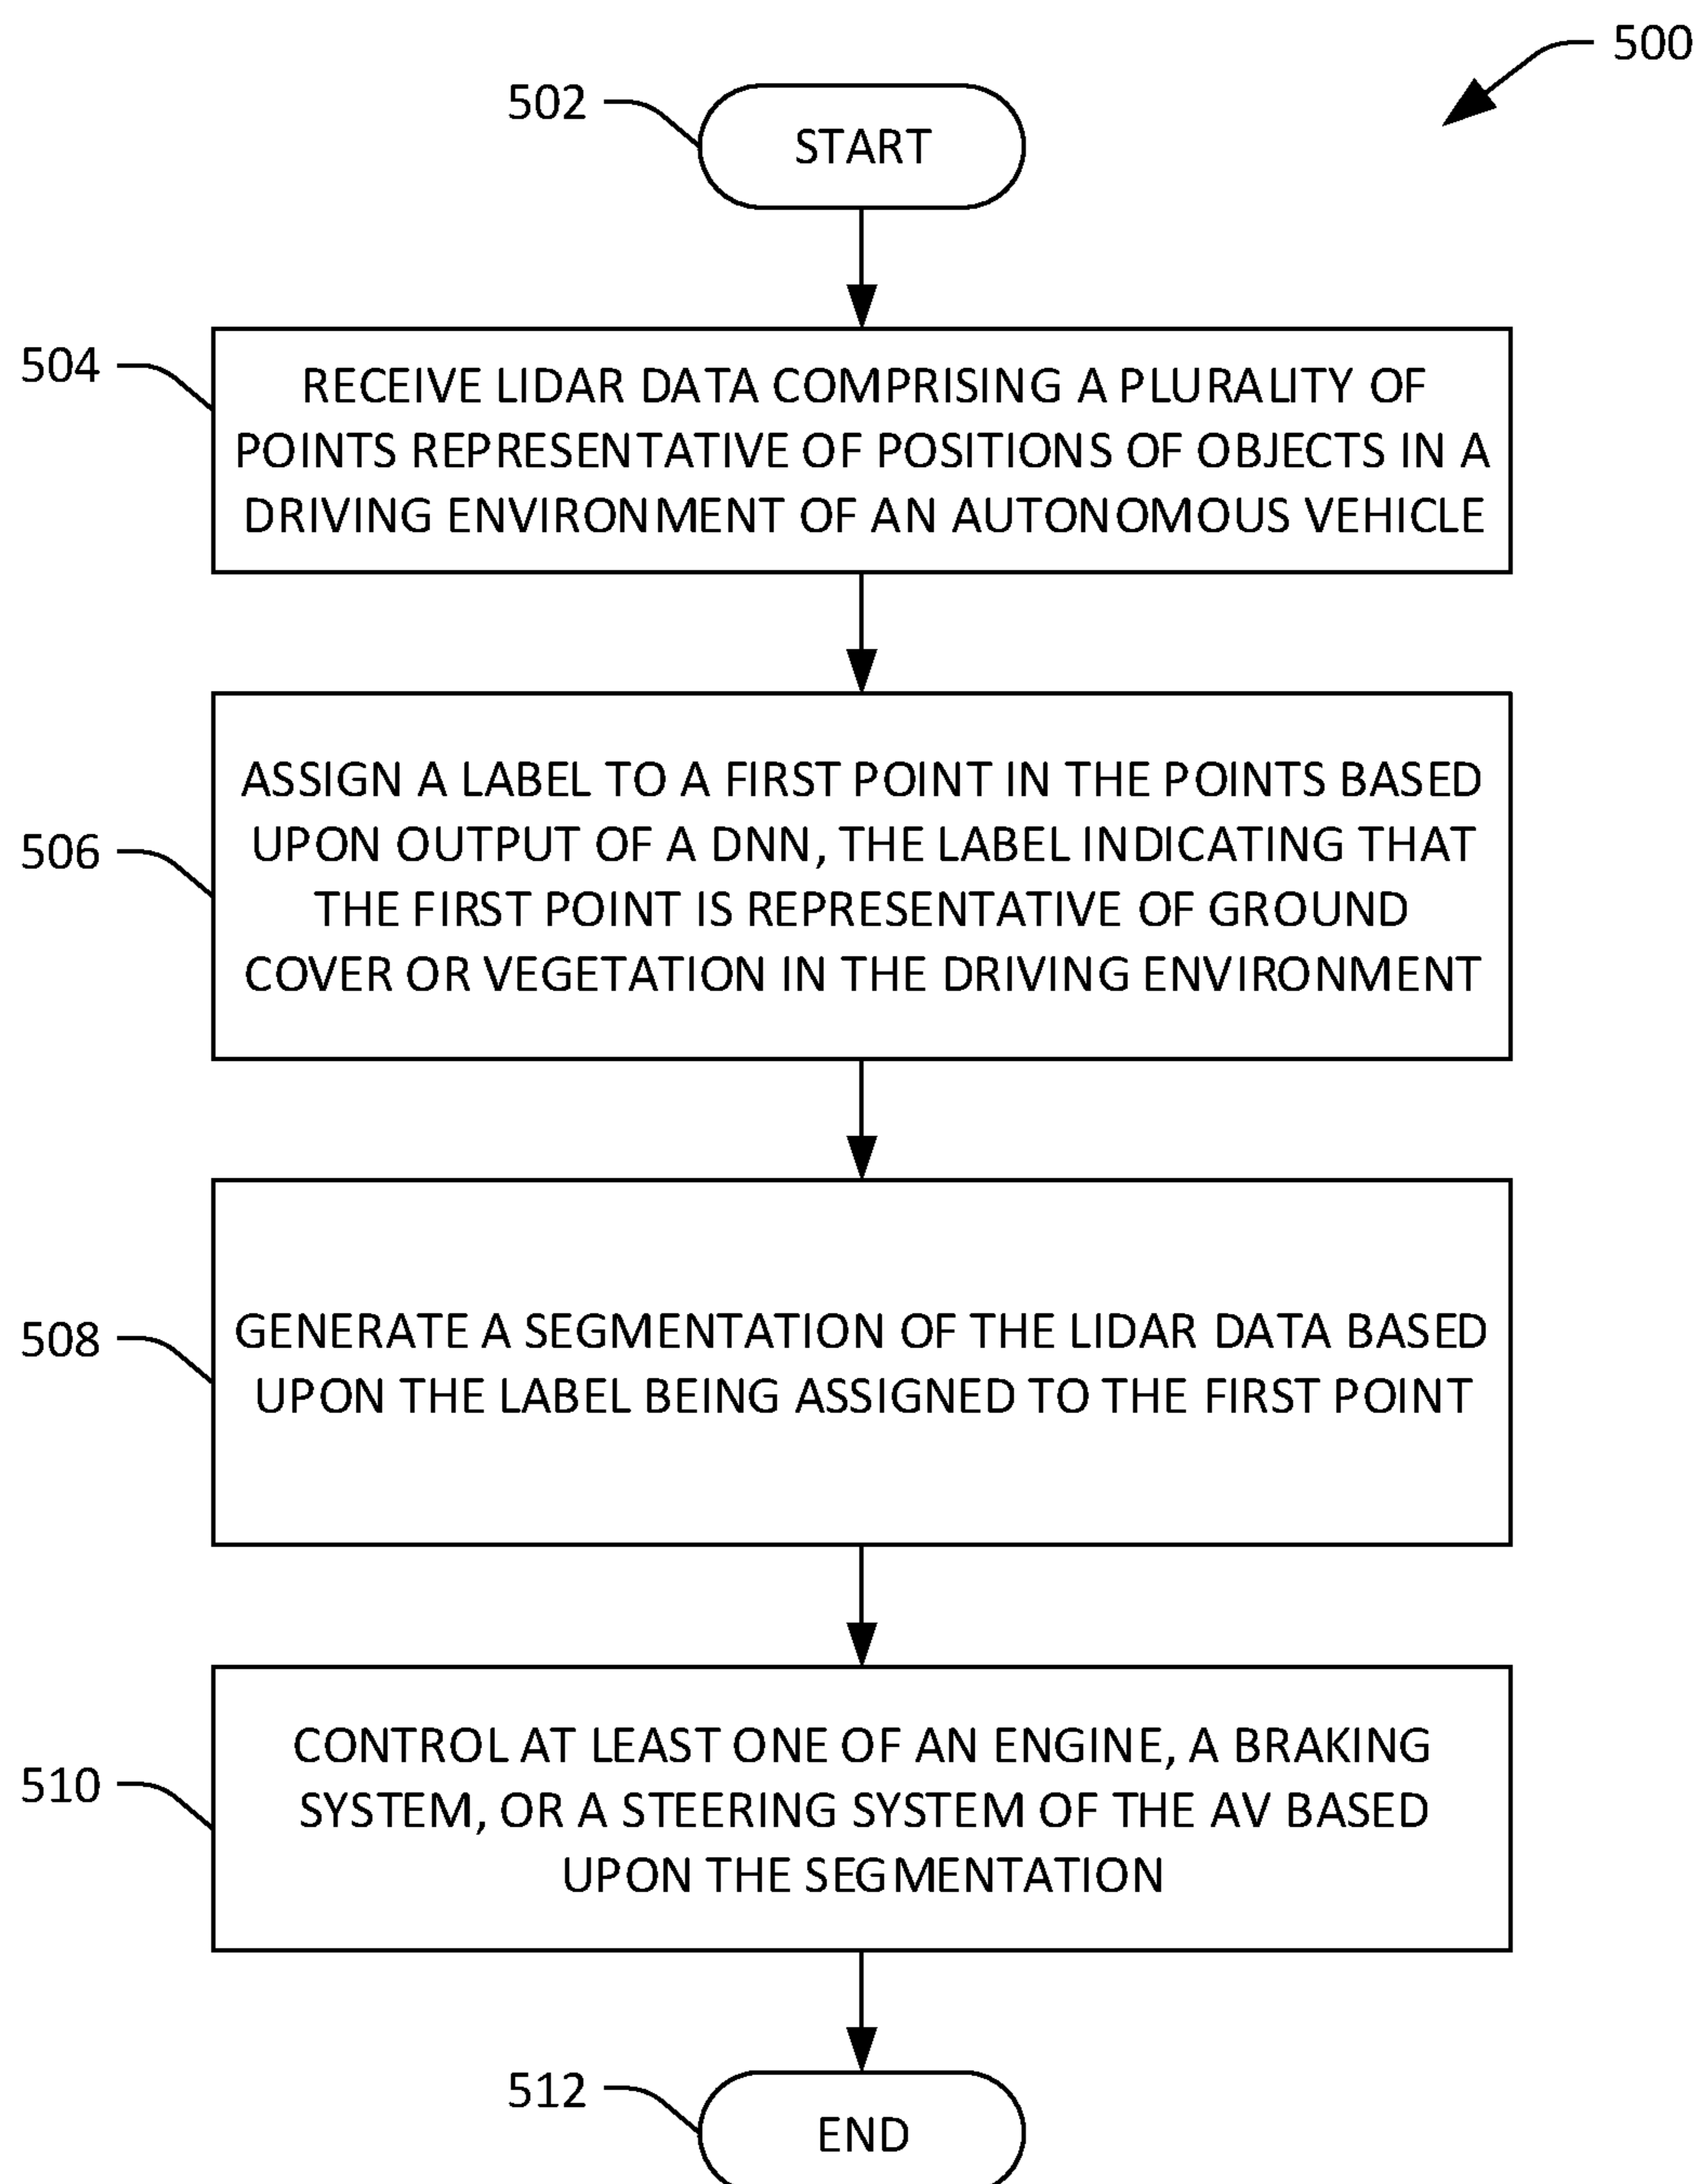 500
502
START
504
RECEIVE LIDAR DATA COMPRISING A PLURALITY OF
POINTS REPRESENTATIVE OF POSITIONS OF OBJECTS IN A
DRIVING ENVIRONMENT OF AN AUTONOMOUS VEHICLE
506
ASSIGN A LABEL TO A FIRST POINT IN THE POINTS BASED
UPON OUTPUT OF A DNN, THE LABEL INDICATING THAT
THE FIRST POINT IS REPRESENTATIVE OF GROUND
COVER OR VEGETATION IN THE DRIVING ENVIRONMENT
508
GENERATE A SEGMENTATION OF THE LIDAR DATA BASED
UPON THE LABEL BEING ASSIGNED TO THE FIRST POINT
510
CONTROL AT LEAST ONE OF AN ENGINE, A BRAKING
SYSTEM, OR A STEERING SYSTEM OF THE AV BASED
UPON THE SEGMENTATION
512
END